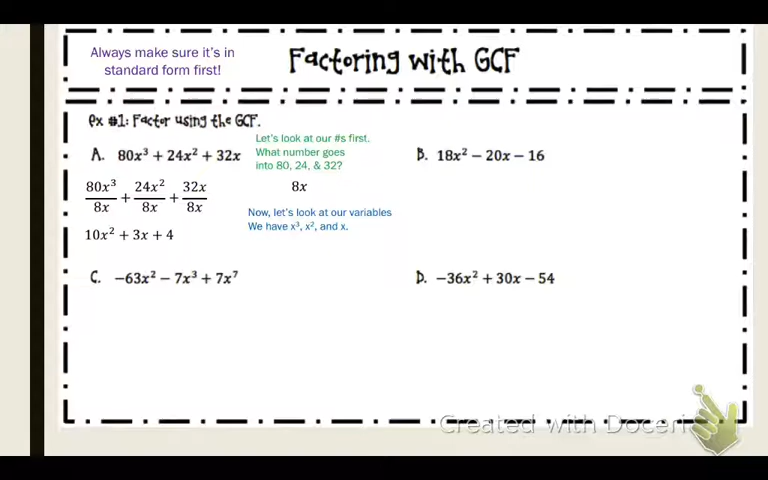 Always make sure it's in
standard form first!
Factoring with GCF
Ex #1: Factor using the GCF.
A. 80x³ + 24x² + 32x
Let's look at our #s first.
What number goes
into 80, 24, & 32?
8x
80x³/8x + 24x²/8x + 32x/8x
Now, let's look at our variables
We have x³, x², and x.
10x² + 3x + 4
B. 18x² − 20x − 16
C. −63x² − 7x³ + 7x⁷
D. −36x² + 30x − 54
Created with Doceri